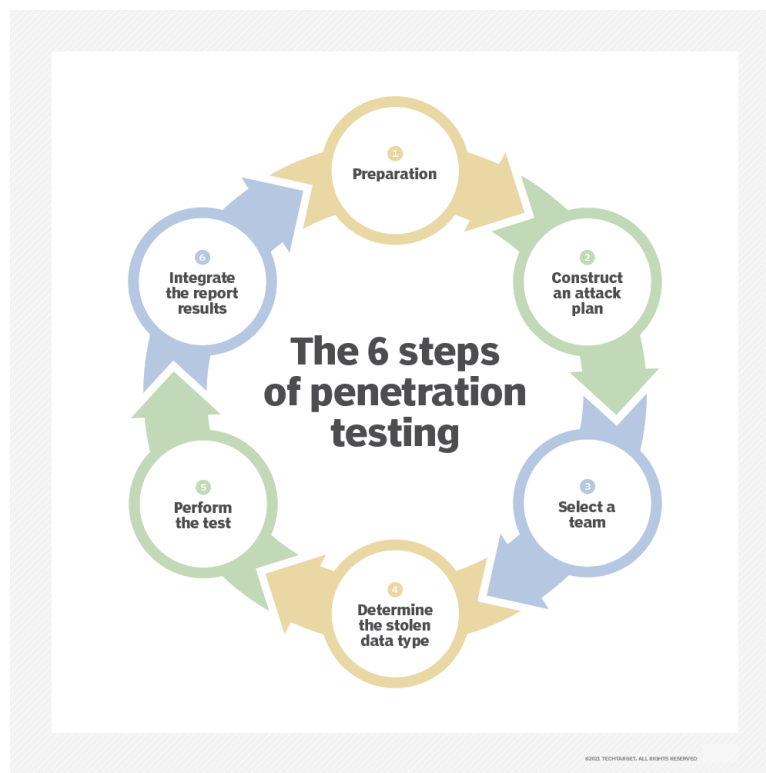 1
Preparation
2
Construct
an attack
plan
3
Select a
team
4
Determine
the stolen
data type
5
Perform
the test
6
Integrate
the report
results
The 6 steps
of penetration
testing
©2021 TECHTARGET. ALL RIGHTS RESERVED